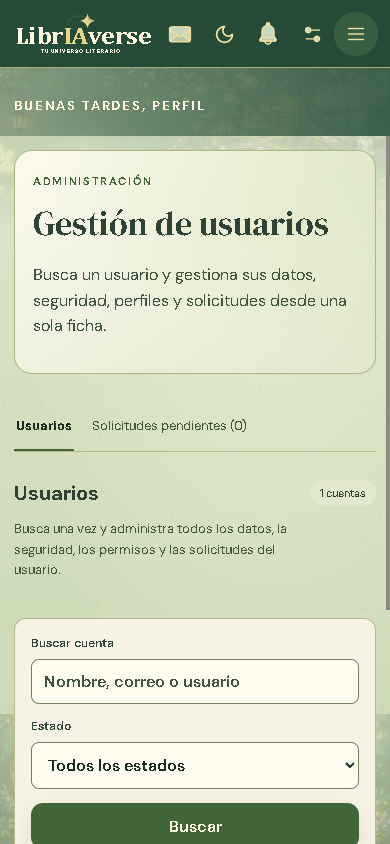 LibrIAverse
TU UNIVERSO LITERARIO
BUENAS TARDES, PERFIL
ADMINISTRACIÓN
Gestión de usuarios
Busca un usuario y gestiona sus datos,
seguridad, perfiles y solicitudes desde una
sola ficha.
Usuarios
Solicitudes pendientes (0)
Usuarios
1 cuentas
Busca una vez y administra todos los datos, la
seguridad, los permisos y las solicitudes del
usuario.
Buscar cuenta
Nombre, correo o usuario
Estado
Todos los estados
Buscar